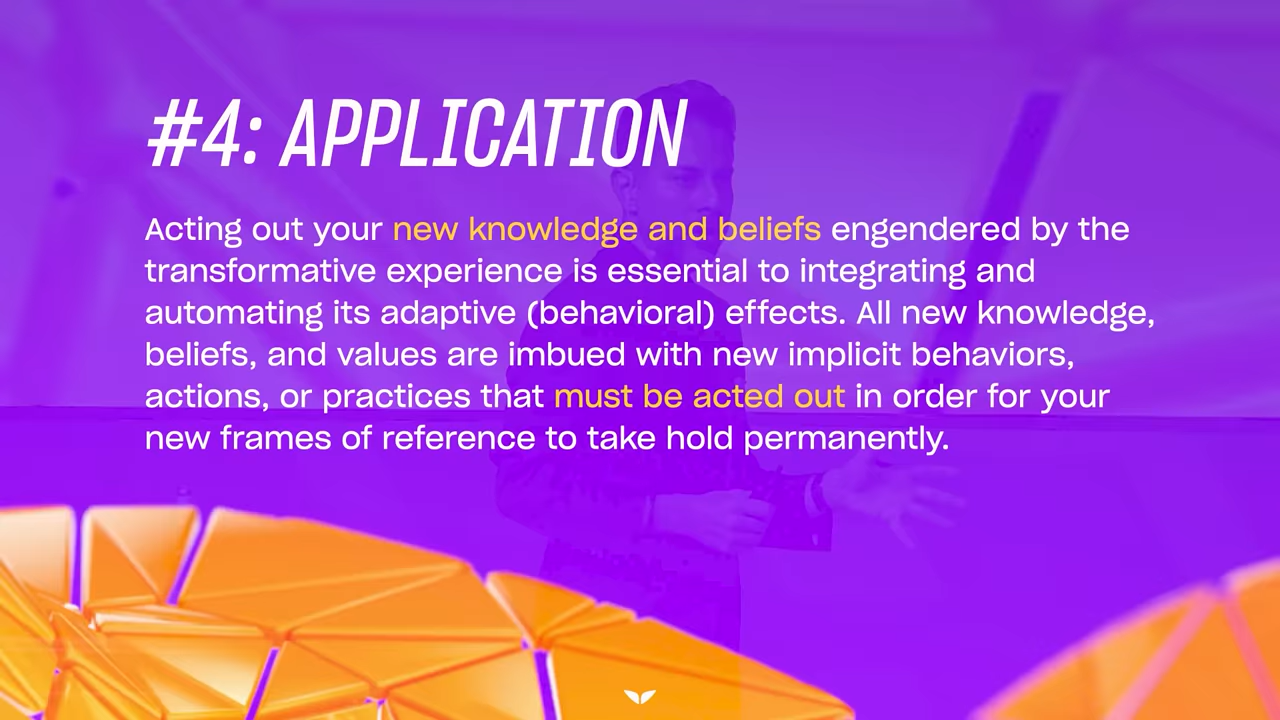 #4: APPLICATION
Acting out your new knowledge and beliefs engendered by the
transformative experience is essential to integrating and
automating its adaptive (behavioral) effects. All new knowledge,
beliefs, and values are imbued with new implicit behaviors,
actions, or practices that must be acted out in order for your
new frames of reference to take hold permanently.